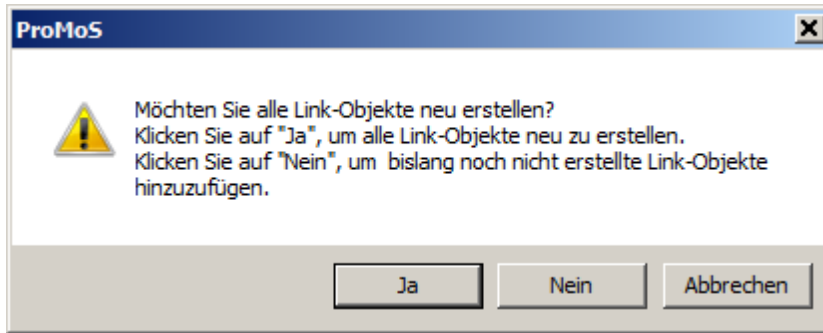 ProMoS
Möchten Sie alle Link-Objekte neu erstellen?
Klicken Sie auf "Ja", um alle Link-Objekte neu zu erstellen.
Klicken Sie auf "Nein", um  bislang noch nicht erstellte Link-Objekte
hinzuzufügen.
Ja
Nein
Abbrechen